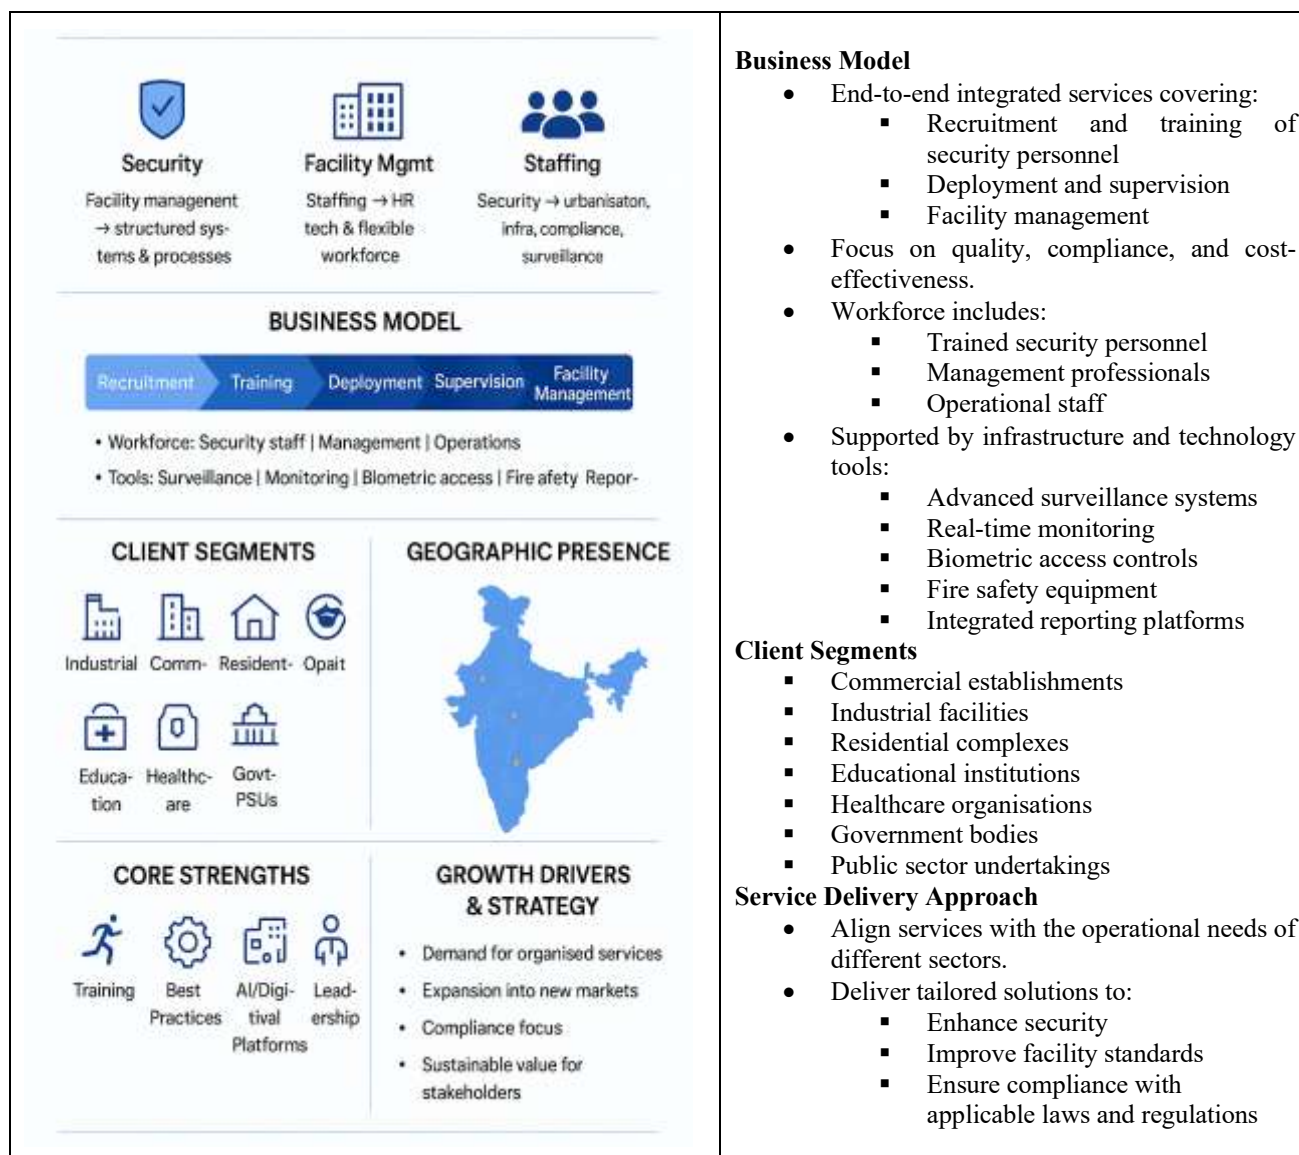 Security
Facility managenent
→ structured sys-
tems & processes
Facility Mgmt
Staffing → HR
tech & flexible
workforce
Staffing
Security → urbanisaton,
infra, compliance,
surveillance
BUSINESS MODEL
Recruitment
Training
Deployment
Supervision
Facility
Management
• Workforce: Security staff | Management | Operations
• Tools: Surveillance | Monitoring | Biometric access | Fire afety Repor-
CLIENT SEGMENTS
Industrial
Comm-
Resident-
Opait
Educa-
tion
Healthc-
are
Govt-
PSUs
GEOGRAPHIC PRESENCE
CORE STRENGTHS
Training
Best
Practices
AI/Digi-
tival
Platforms
Lead-
ership
GROWTH DRIVERS
& STRATEGY
• Demand for organised services
• Expansion into new markets
• Compliance focus
• Sustainable value for
stakeholders
Business Model
● End-to-end integrated services covering:
▪ Recruitment and training of
security personnel
▪ Deployment and supervision
▪ Facility management
● Focus on quality, compliance, and cost-
effectiveness.
● Workforce includes:
▪ Trained security personnel
▪ Management professionals
▪ Operational staff
● Supported by infrastructure and technology
tools:
▪ Advanced surveillance systems
▪ Real-time monitoring
▪ Biometric access controls
▪ Fire safety equipment
▪ Integrated reporting platforms
Client Segments
▪ Commercial establishments
▪ Industrial facilities
▪ Residential complexes
▪ Educational institutions
▪ Healthcare organisations
▪ Government bodies
▪ Public sector undertakings
Service Delivery Approach
● Align services with the operational needs of
different sectors.
● Deliver tailored solutions to:
▪ Enhance security
▪ Improve facility standards
▪ Ensure compliance with
applicable laws and regulations